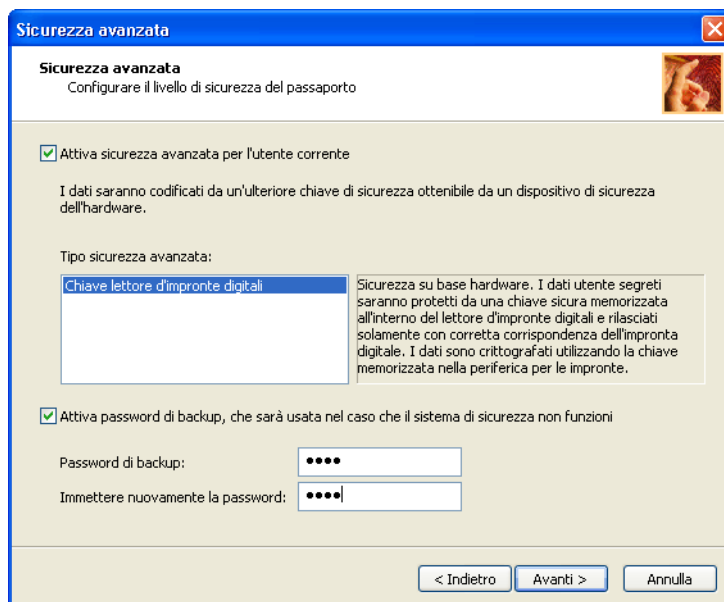 Sicurezza avanzata
Sicurezza avanzata
Configurare il livello di sicurezza del passaporto
Attiva sicurezza avanzata per l'utente corrente
I dati saranno codificati da un'ulteriore chiave di sicurezza ottenibile da un dispositivo di sicurezza
dell'hardware.
Tipo sicurezza avanzata:
Chiave lettore d'impronte digitali
Sicurezza su base hardware. I dati utente segreti
saranno protetti da una chiave sicura memorizzata
all'interno del lettore d'impronte digitali e rilasciati
solamente con corretta corrispondenza dell'impronta
digitale. I dati sono crittografati utilizzando la chiave
memorizzata nella periferica per le impronte.
Attiva password di backup, che sarà usata nel caso che il sistema di sicurezza non funzioni
Password di backup: ••••
Immettere nuovamente la password: ••••
< Indietro Avanti > Annulla